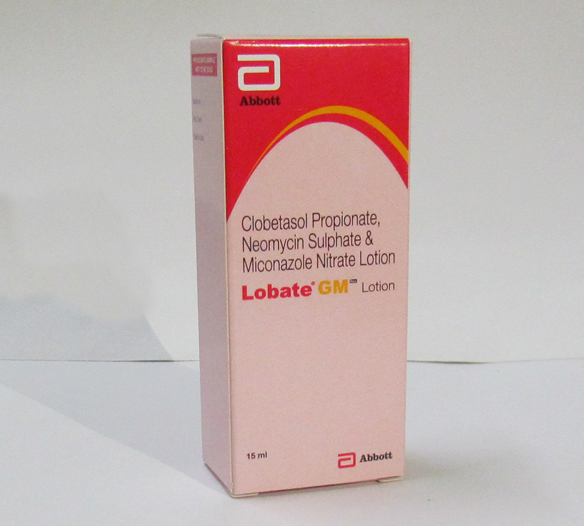 Abbott
Clobetasol Propionate,
Neomycin Sulphate &
Miconazole Nitrate Lotion
Lobate® GM Lotion
15 ml
Abbott